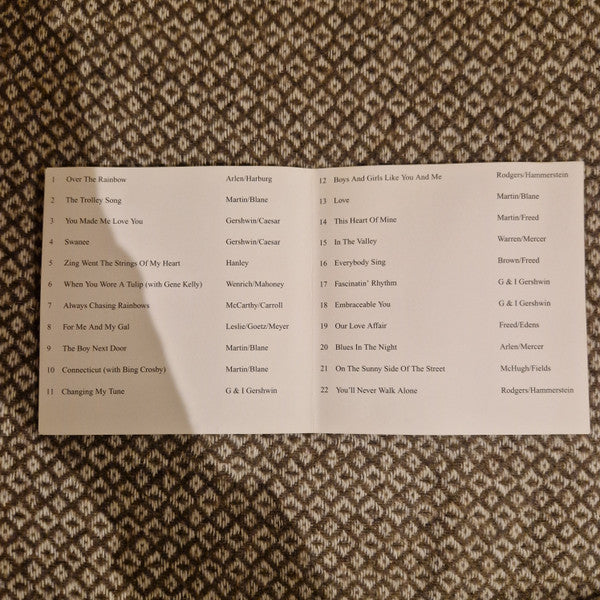 1 Over The Rainbow Arlen/Harburg
2 The Trolley Song Martin/Blane
3 You Made Me Love You Gershwin/Caesar
4 Swanee Gershwin/Caesar
5 Zing Went The Strings Of My Heart Hanley
6 When You Wore A Tulip (with Gene Kelly) Wenrich/Mahoney
7 Always Chasing Rainbows McCarthy/Carroll
8 For Me And My Gal Leslie/Goetz/Meyer
9 The Boy Next Door Martin/Blane
10 Connecticut (with Bing Crosby) Martin/Blane
11 Changing My Tune G & I Gershwin
12 Boys And Girls Like You And Me Rodgers/Hammerstein
13 Love Martin/Blane
14 This Heart Of Mine Martin/Freed
15 In The Valley Warren/Mercer
16 Everybody Sing Brown/Freed
17 Fascinatin' Rhythm G & I Gershwin
18 Embraceable You G & I Gershwin
19 Our Love Affair Freed/Edens
20 Blues In The Night Arlen/Mercer
21 On The Sunny Side Of The Street McHugh/Fields
22 You'll Never Walk Alone Rodgers/Hammerstein